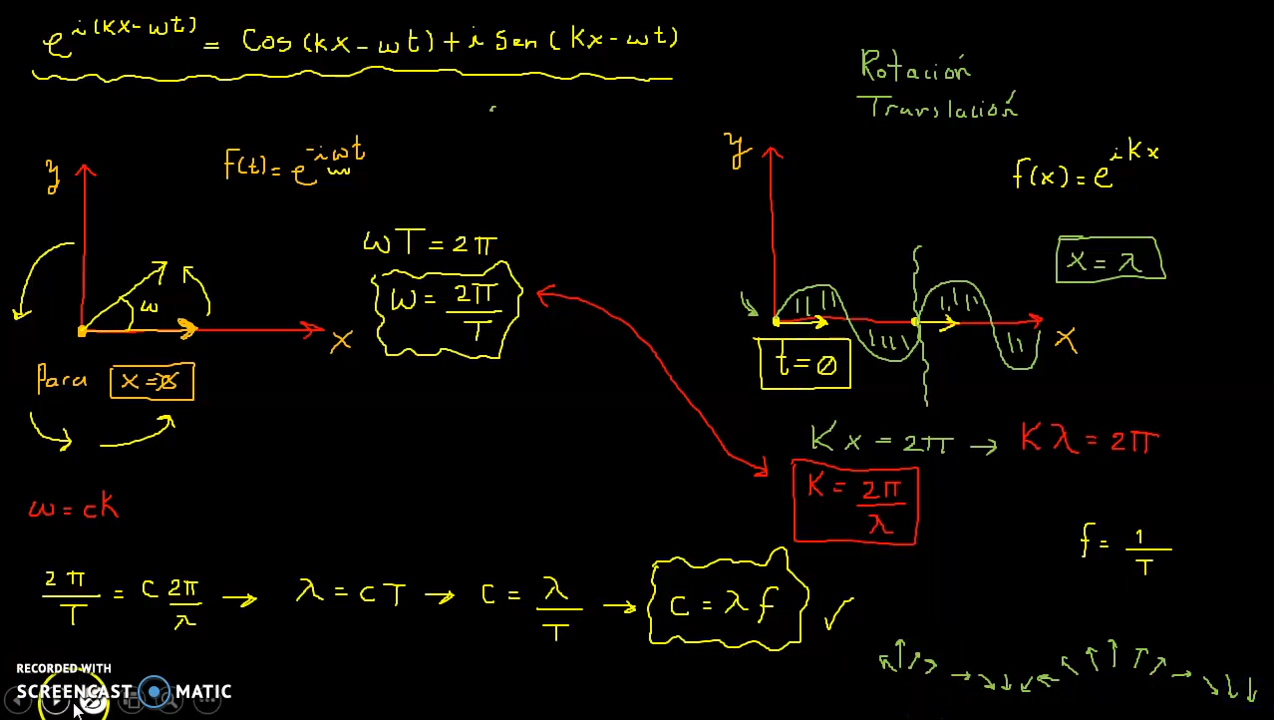 e^{i(kx-ωt)} = Cos(kx-ωt) + i Sen(kx-ωt)
Rotación
Translación
y
f(t) = e^{-iωt}
ωT = 2π
ω = 2π/T
ω
x
Para x = 0
y
f(x) = e^{ikx}
x = λ
x
t = 0
Kx = 2π → Kλ = 2π
K = 2π/λ
ω = cK
f = 1/T
2π/T = C 2π/λ → λ = cT → C = λ/T → C = λf ✓
RECORDED WITH
SCREENCAST MATIC